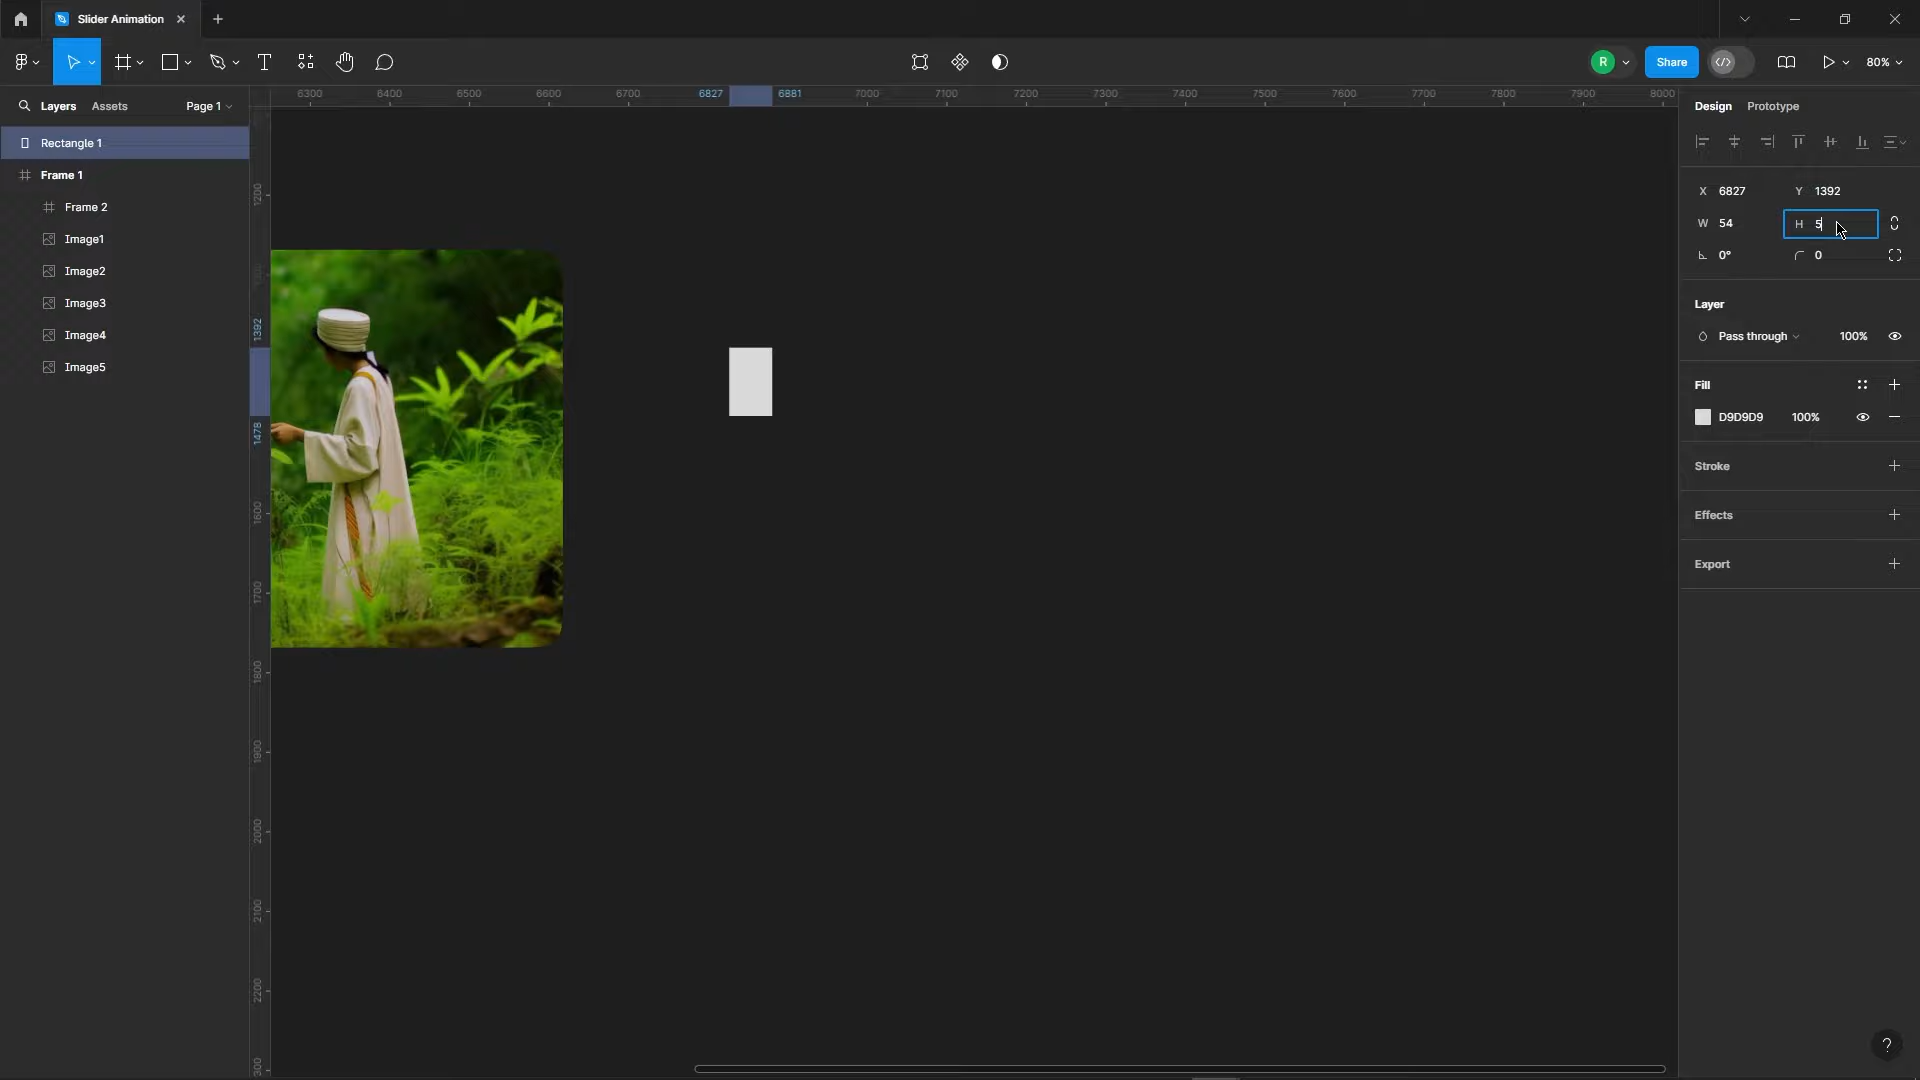 Slider Animation
R
Share
80%
Layers
Assets
Page 1
Rectangle 1
Frame 1
Frame 2
Image1
Image2
Image3
Image4
Image5
6300
6400
6500
6600
6700
6827
6881
7000
7100
7200
7300
7400
7500
7600
7700
7800
7900
8000
1200
1392
1478
1600
1700
1800
1900
2000
2100
2200
Design
Prototype
X 6827
Y 1392
W 54
H 5
0°
0
Layer
Pass through
100%
Fill
D9D9D9
100%
Stroke
Effects
Export
?